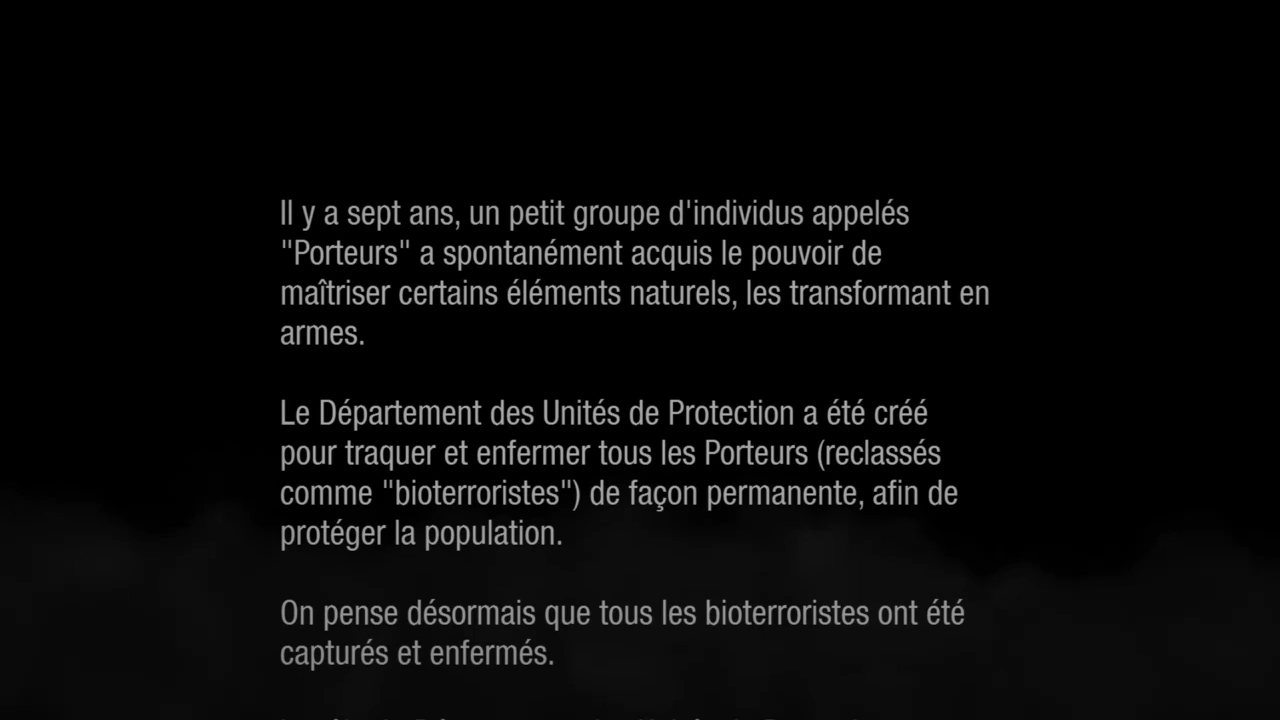 Il y a sept ans, un petit groupe d'individus appelés
"Porteurs" a spontanément acquis le pouvoir de
maîtriser certains éléments naturels, les transformant en
armes.
Le Département des Unités de Protection a été créé
pour traquer et enfermer tous les Porteurs (reclassés
comme "bioterroristes") de façon permanente, afin de
protéger la population.
On pense désormais que tous les bioterroristes ont été
capturés et enfermés.